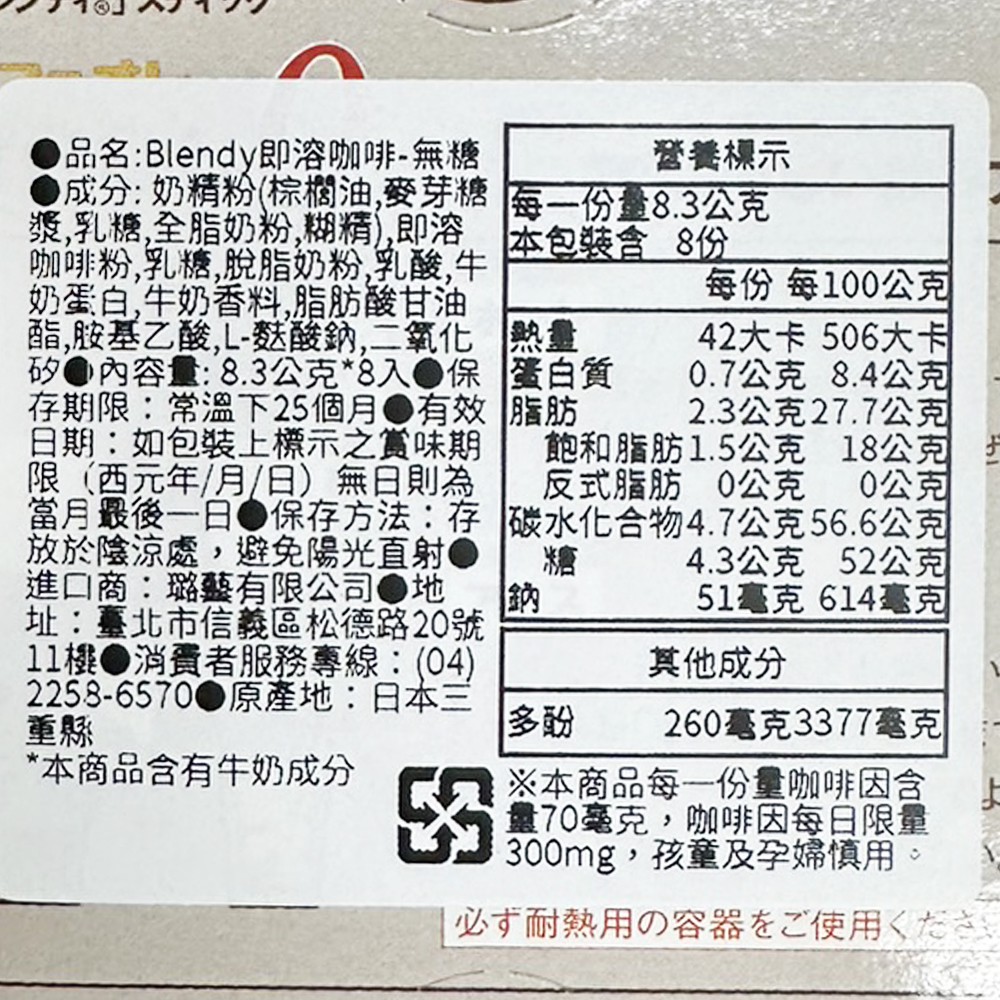 スティック
●品名:Blendy即溶咖啡-無糖
●成分: 奶精粉(棕櫚油,麥芽糖
漿,乳糖,全脂奶粉,糊精),即溶
咖啡粉,乳糖,脫脂奶粉,乳酸,牛
奶蛋白,牛奶香料,脂肪酸甘油
酯,胺基乙酸,L-麩酸鈉,二氧化
矽●內容量: 8.3公克*8入●保
存期限：常溫下25個月●有效
日期：如包裝上標示之賞味期
限（西元年/月/日）無日則為
當月最後一日●保存方法：存
放於陰涼處，避免陽光直射●
進口商：璐藝有限公司●地
址：臺北市信義區松德路20號
11樓●消費者服務專線：(04)
2258-6570●原產地：日本三
重縣
*本商品含有牛奶成分
營養標示
每一份量8.3公克
本包裝含 8份
每份 每100公克
熱量 42大卡 506大卡
蛋白質 0.7公克 8.4公克
脂肪 2.3公克 27.7公克
飽和脂肪 1.5公克 18公克
反式脂肪 0公克 0公克
碳水化合物 4.7公克 56.6公克
糖 4.3公克 52公克
鈉 51毫克 614毫克
其他成分
多酚 260毫克 3377毫克
※本商品每一份量咖啡因含
量70毫克，咖啡因每日限量
300mg，孩童及孕婦慎用。
必ず耐熱用の容器をご使用くださ